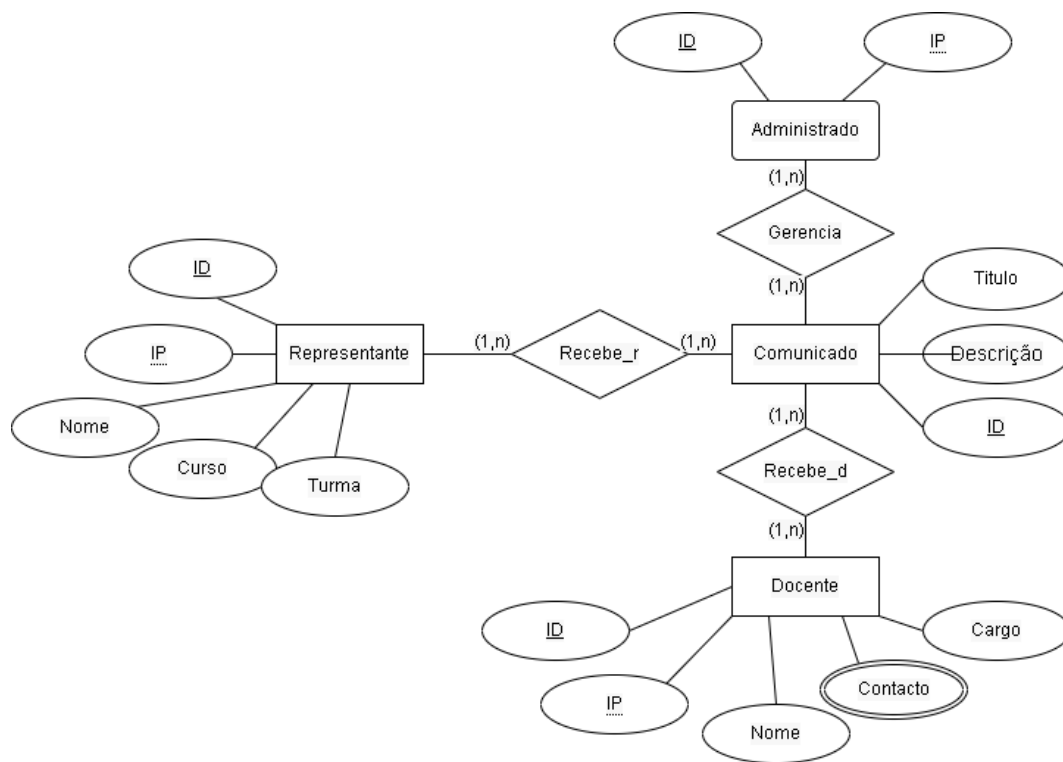 ID
IP
Administrado
(1,n)
Gerencia
(1,n)
ID
IP
Nome
Curso
Turma
Representante
(1,n)
Recebe_r
(1,n)
Comunicado
Titulo
Descrição
ID
(1,n)
Recebe_d
(1,n)
Docente
ID
IP
Nome
Contacto
Cargo